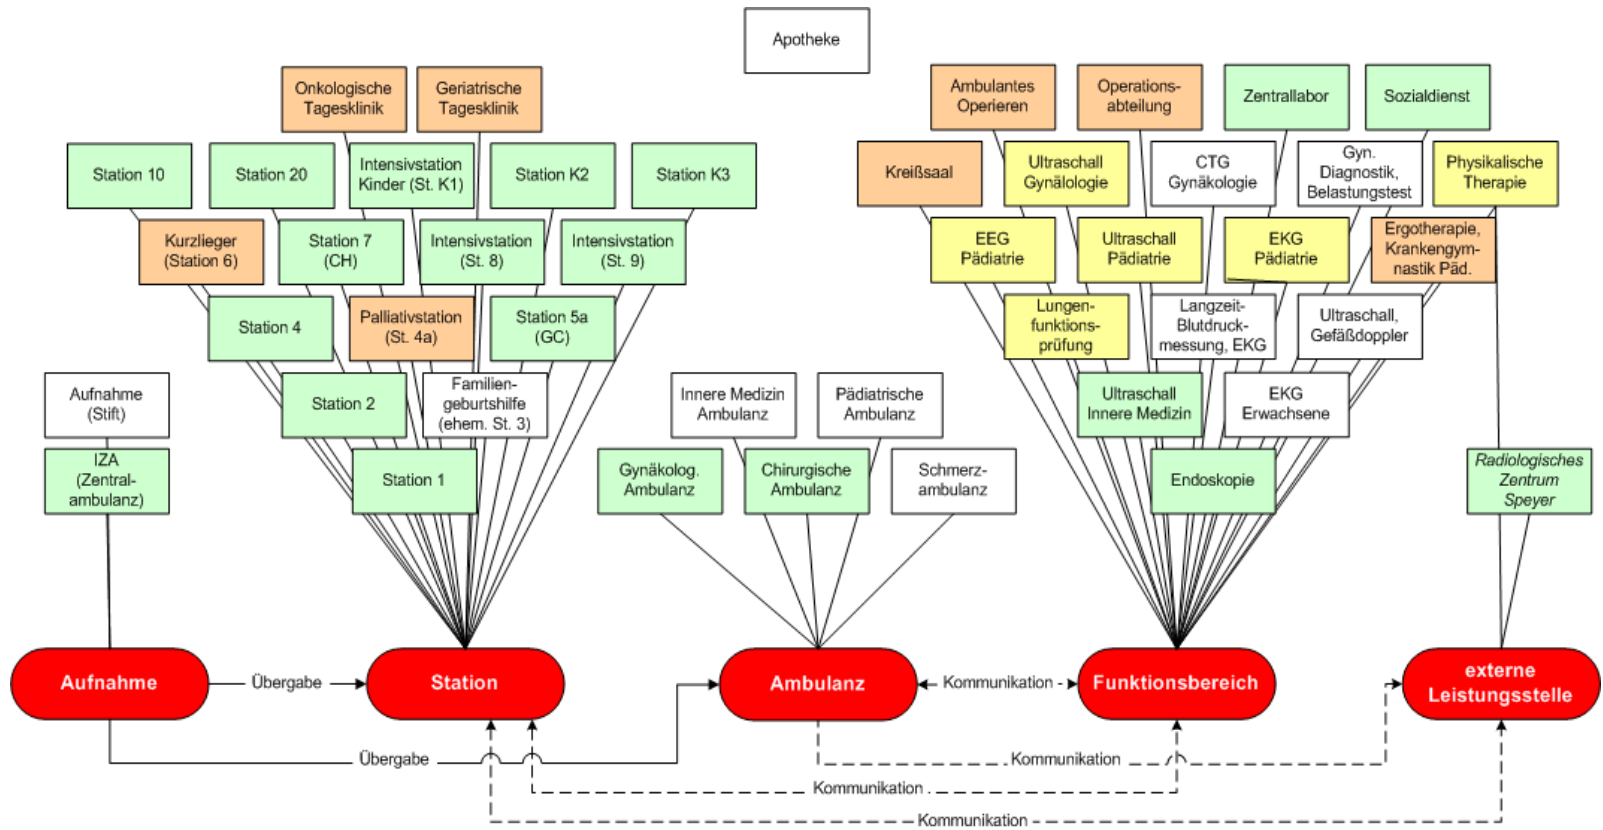 Apotheke
Onkologische
Tagesklinik
Geriatrische
Tagesklinik
Ambulantes
Operieren
Operations-
abteilung
Zentrallabor
Sozialdienst
Station 10
Station 20
Intensivstation
Kinder (St. K1)
Station K2
Station K3
Kreißsaal
Ultraschall
Gynälologie
CTG
Gynäkologie
Gyn.
Diagnostik,
Belastungstest
Physikalische
Therapie
Kurzlieger
(Station 6)
Station 7
(CH)
Intensivstation
(St. 8)
Intensivstation
(St. 9)
EEG
Pädiatrie
Ultraschall
Pädiatrie
EKG
Pädiatrie
Ergotherapie,
Krankengym-
nastik Päd.
Station 4
Palliativstation
(St. 4a)
Station 5a
(GC)
Lungen-
funktions-
prüfung
Langzeit-
Blutdruck-
messung, EKG
Ultraschall,
Gefäßdoppler
Aufnahme
(Stift)
Station 2
Familien-
geburtshilfe
(ehem. St. 3)
Innere Medizin
Ambulanz
Pädiatrische
Ambulanz
Ultraschall
Innere Medizin
EKG
Erwachsene
IZA
(Zentral-
ambulanz)
Station 1
Gynäkolog.
Ambulanz
Chirurgische
Ambulanz
Schmerz-
ambulanz
Endoskopie
Radiologisches
Zentrum
Speyer
Aufnahme
Übergabe
Station
Ambulanz
Kommunikation
Funktionsbereich
externe
Leistungsstelle
Übergabe
Kommunikation
Kommunikation
Kommunikation